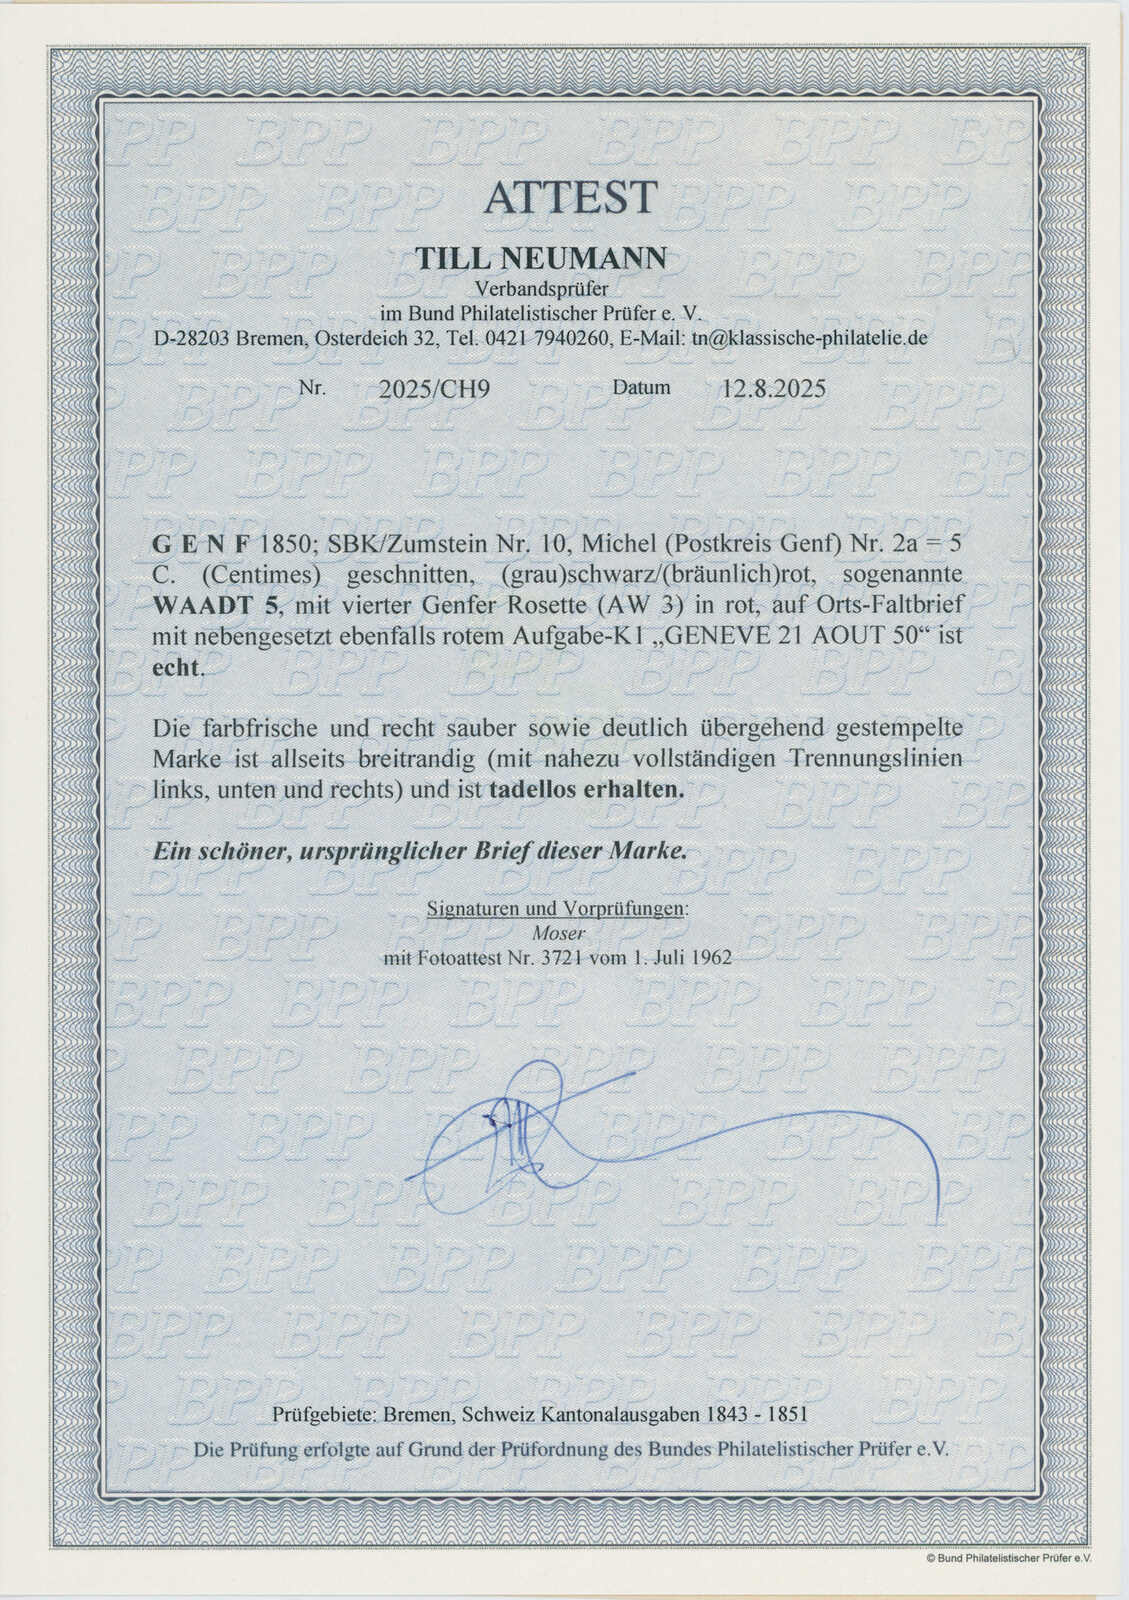 ATTEST
TILL NEUMANN
Verbandsprüfer
im Bund Philatelistischer Prüfer e. V.
D-28203 Bremen, Osterdeich 32, Tel. 0421 7940260, E-Mail: tn@klassische-philatelie.de
Nr. 2025/CH9 Datum 12.8.2025
G E N F 1850; SBK/Zumstein Nr. 10, Michel (Postkreis Genf) Nr. 2a = 5
C. (Centimes) geschnitten, (grau)schwarz/(bräunlich)rot, sogenannte
WAADT 5, mit vierter Genfer Rosette (AW 3) in rot, auf Orts-Faltbrief
mit nebengesetzt ebenfalls rotem Aufgabe-K1 „GENEVE 21 AOUT 50“ ist
echt.
Die farbfrische und recht sauber sowie deutlich übergehend gestempelte
Marke ist allseits breitrandig (mit nahezu vollständigen Trennungslinien
links, unten und rechts) und ist tadellos erhalten.
Ein schöner, ursprünglicher Brief dieser Marke.
Signaturen und Vorprüfungen:
Moser
mit Fotoattest Nr. 3721 vom 1. Juli 1962
Prüfgebiete: Bremen, Schweiz Kantonalausgaben 1843 - 1851
Die Prüfung erfolgte auf Grund der Prüfordnung des Bundes Philatelistischer Prüfer e.V.
© Bund Philatelistischer Prüfer e.V.